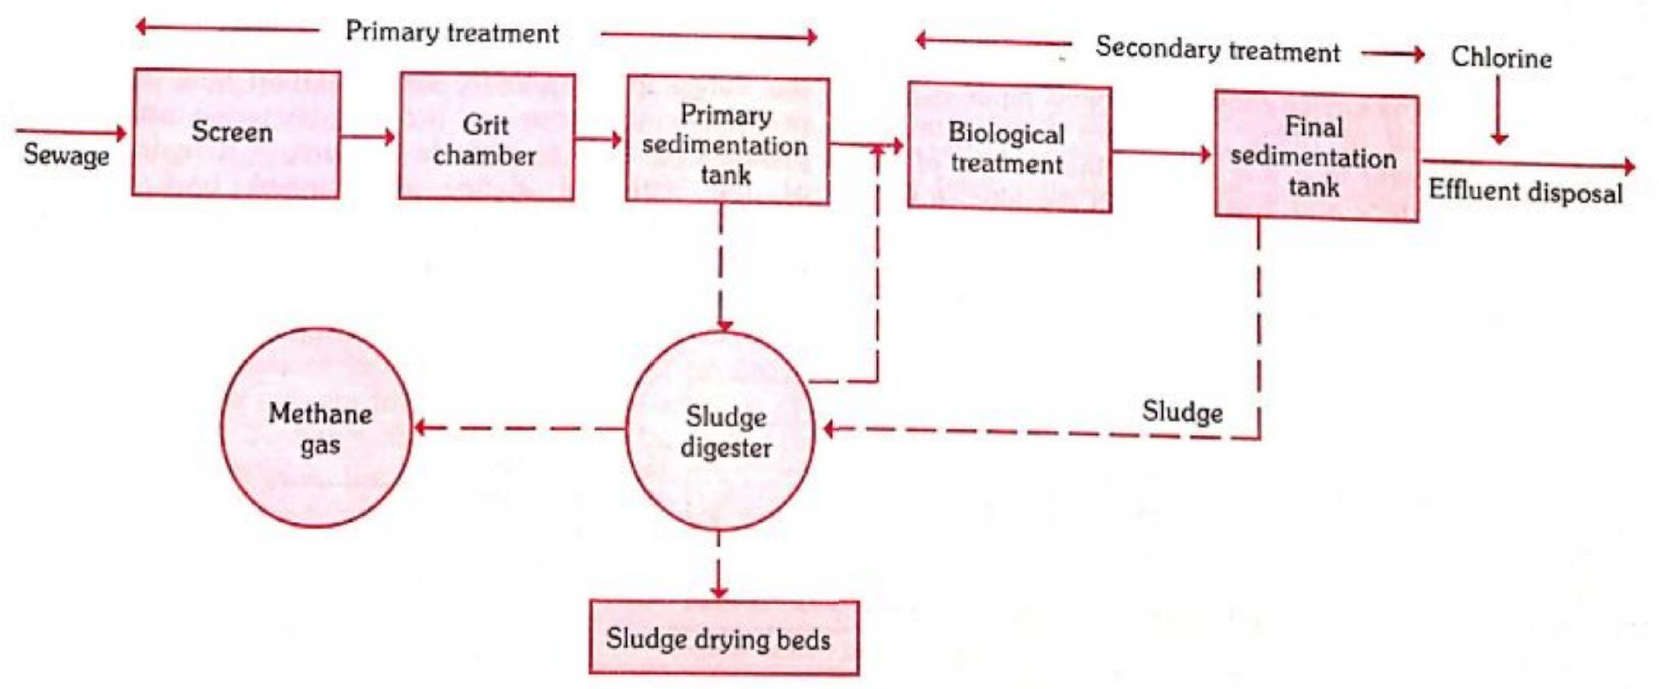 Primary treatment
Secondary treatment
Chlorine
Sewage
Screen
Grit
chamber
Primary
sedimentation
tank
Biological
treatment
Final
sedimentation
tank
Effluent disposal
Methane
gas
Sludge
digester
Sludge
Sludge drying beds